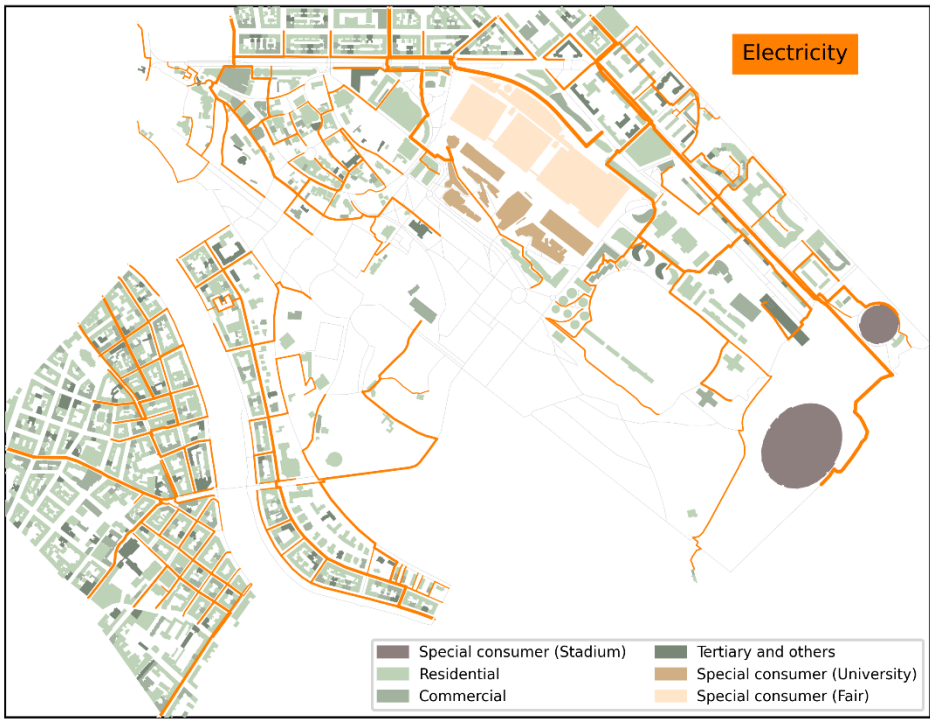 Electricity
Special consumer (Stadium)
Residential
Commercial
Tertiary and others
Special consumer (University)
Special consumer (Fair)